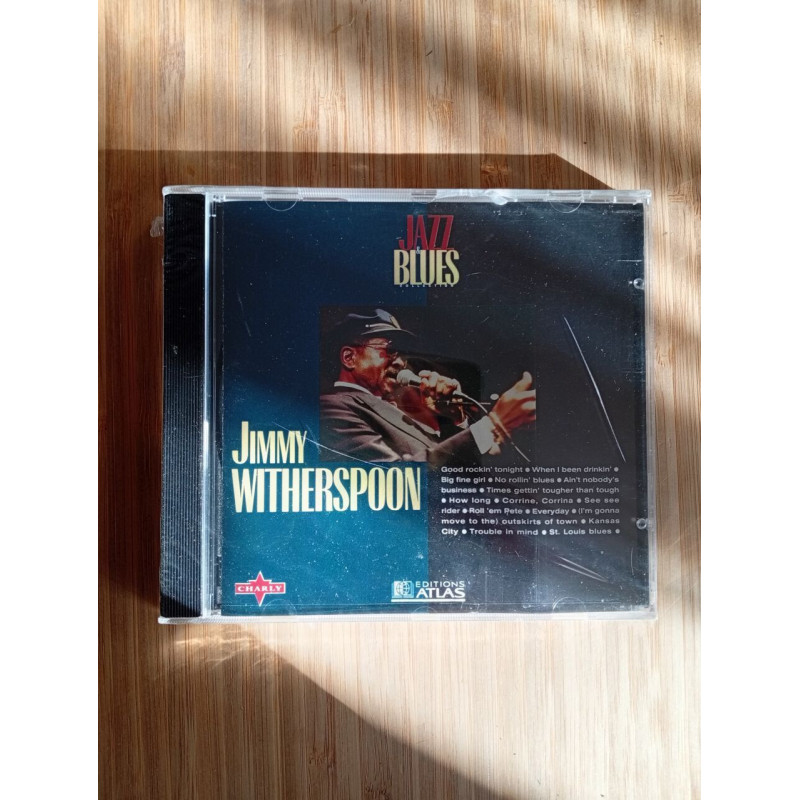 JAZZ
&
BLUES
COLLECTION
JIMMY
WITHERSPOON
Good rockin' tonight ● When I been drinkin' ●
Big fine girl ● No rollin' blues ● Ain't nobody's
business ● Times gettin' tougher than tough
● How long ● Corrine, Corrina ● See see
rider ● Roll 'em Pete ● Everyday ● (I'm gonna
move to the) outskirts of town ● Kansas
City ● Trouble in mind ● St. Louis blues ●
CHARLY
EDITIONS
ATLAS